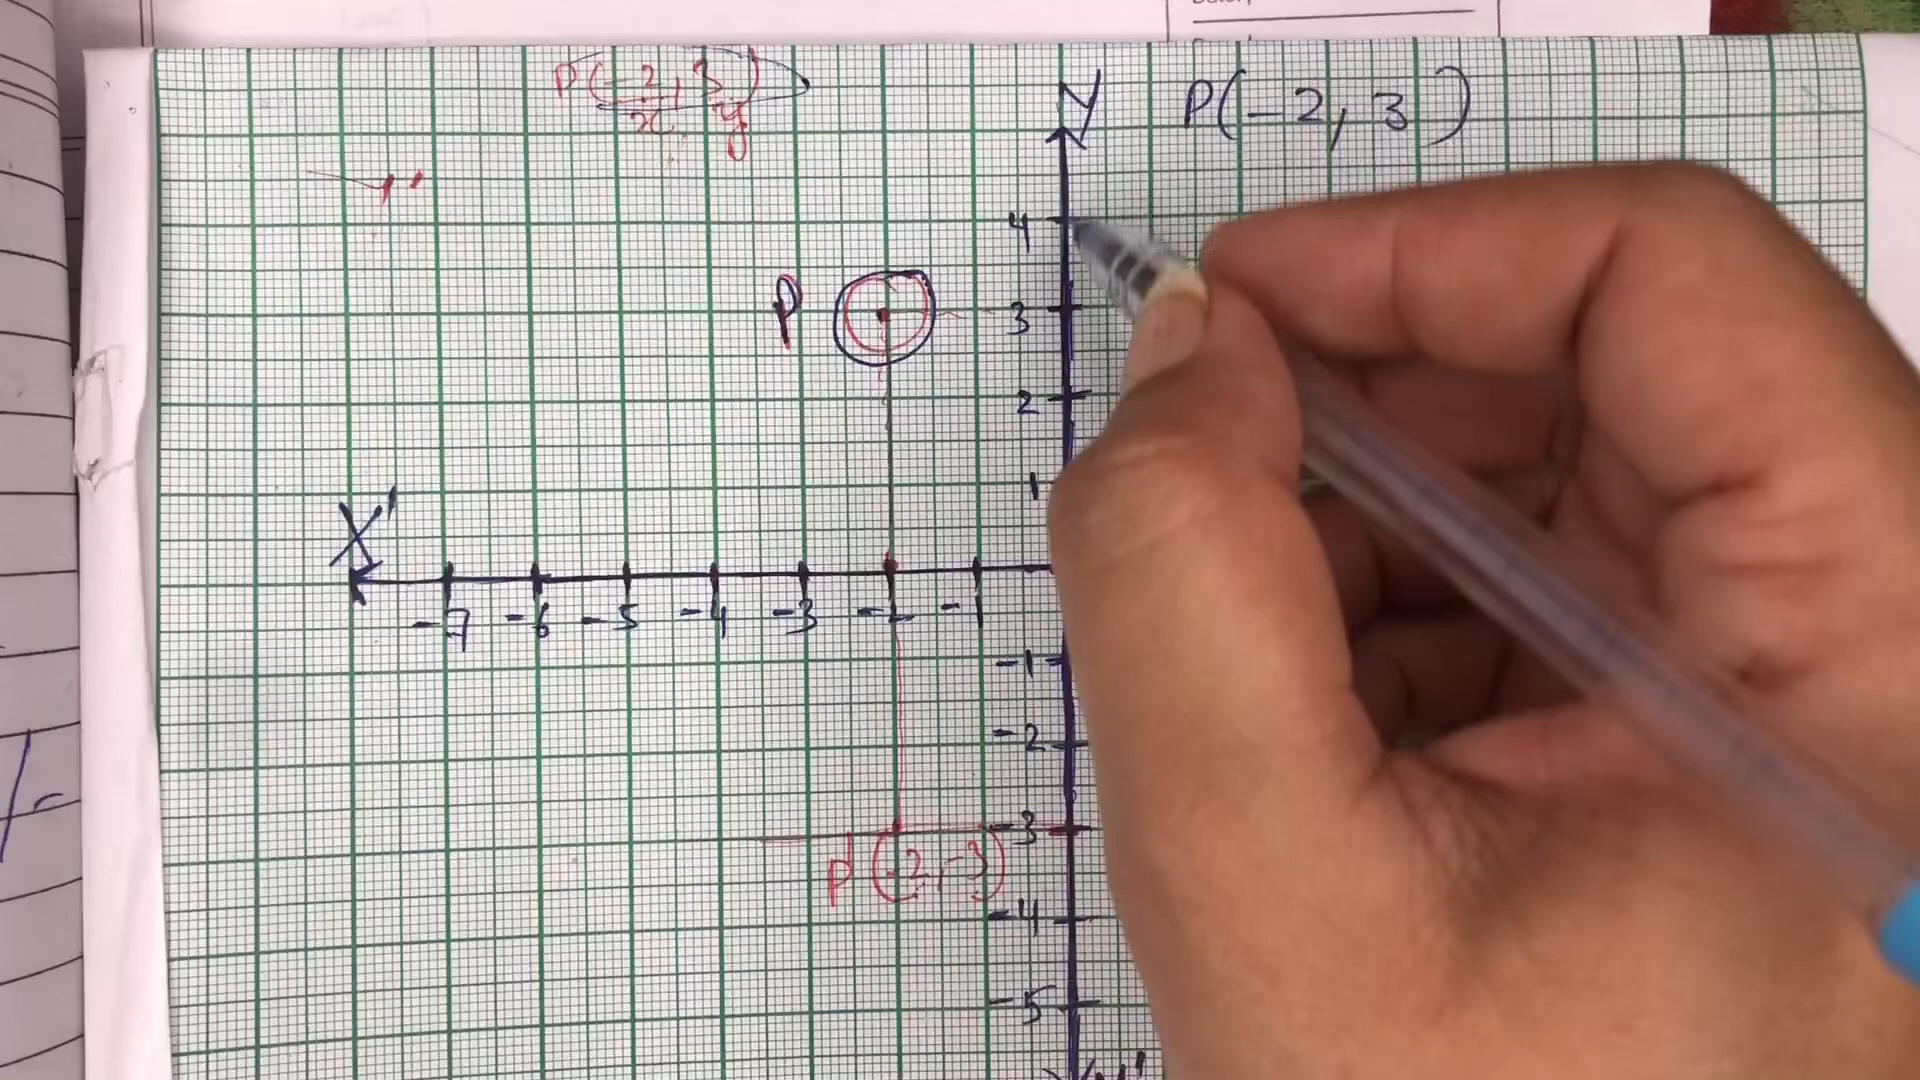 P(-2, 3)
x, y
Y
P(-2, 3)
4
P
3
2
1
X'
-7 -6 -5 -4 -3 -2 -1
-1
-2
-3
P'(-2, -3)
-4
-5